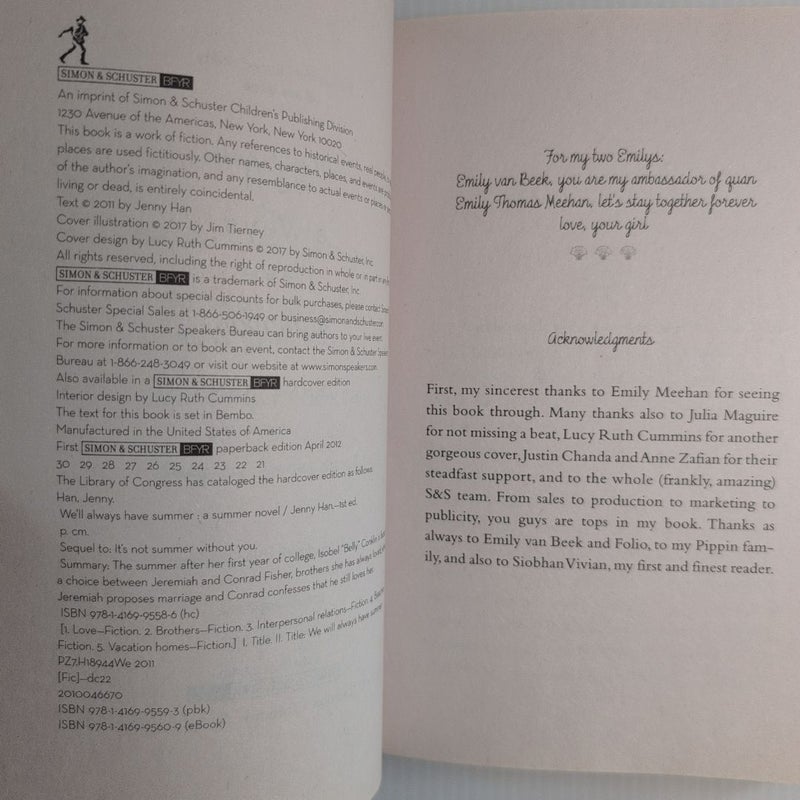 SIMON & SCHUSTER BFYR
An imprint of Simon & Schuster Children's Publishing Division
1230 Avenue of the Americas, New York, New York 10020
This book is a work of fiction. Any references to historical events, real people,
places are used fictitiously. Other names, characters, places, and events are
of the author's imagination, and any resemblance to actual events or places or
living or dead, is entirely coincidental.
Text © 2011 by Jenny Han
Cover illustration © 2017 by Jim Tierney
Cover design by Lucy Ruth Cummins © 2017 by Simon & Schuster, Inc.
All rights reserved, including the right of reproduction in whole or in part in
SIMON & SCHUSTER BFYR is a trademark of Simon & Schuster, Inc.
For information about special discounts for bulk purchases, please contact
Schuster Special Sales at 1-866-506-1949 or business@simonandschuster.com.
The Simon & Schuster Speakers Bureau can bring authors to your live event.
For more information or to book an event, contact the Simon & Schuster Speakers
Bureau at 1-866-248-3049 or visit our website at www.simonspeakers.com.
Also available in a SIMON & SCHUSTER BFYR hardcover edition
Interior design by Lucy Ruth Cummins
The text for this book is set in Bembo.
Manufactured in the United States of America
First SIMON & SCHUSTER BFYR paperback edition April 2012
30 29 28 27 26 25 24 23 22 21
The Library of Congress has cataloged the hardcover edition as follows:
Han, Jenny.
We'll always have summer : a summer novel / Jenny Han.—1st ed.
p. cm.
Sequel to: It's not summer without you.
Summary: The summer after her first year of college, Isobel "Belly" Conklin is
a choice between Jeremiah and Conrad Fisher, brothers she has always loved,
Jeremiah proposes marriage and Conrad confesses that he still loves her.
ISBN 978-1-4169-9558-6 (hc)
[1. Love—Fiction. 2. Brothers—Fiction. 3. Interpersonal relations—Fiction. 4.
Fiction. 5. Vacation homes—Fiction.] I. Title. II. Title: We will always have summer
PZ7.H18944We 2011
[Fic]—dc22
2010046670
ISBN 978-1-4169-9559-3 (pbk)
ISBN 978-1-4169-9560-9 (eBook)
For my two Emilys:
Emily van Beek, you are my ambassador of quan
Emily Thomas Meehan, let's stay together forever
love, your girl
Acknowledgments
First, my sincerest thanks to Emily Meehan for seeing
this book through. Many thanks also to Julia Maguire
for not missing a beat, Lucy Ruth Cummins for another
gorgeous cover, Justin Chanda and Anne Zafian for their
steadfast support, and to the whole (frankly, amazing)
S&S team. From sales to production to marketing to
publicity, you guys are tops in my book. Thanks as
always to Emily van Beek and Folio, to my Pippin fam-
ily, and also to Siobhan Vivian, my first and finest reader.